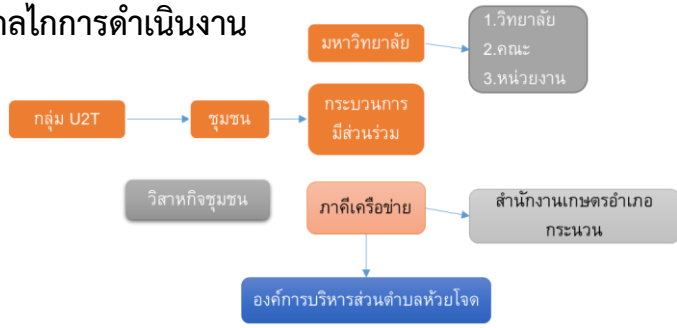 กลไกการดำเนินงาน
มหาวิทยาลัย
1.วิทยาลัย
2.คณะ
3.หน่วยงาน
กลุ่ม U2T
ชุมชน
กระบวนการ
มีส่วนร่วม
วิสาหกิจชุมชน
ภาคีเครือข่าย
สำนักงานเกษตรอำเภอ
กระนวน
องค์การบริหารส่วนตำบลห้วยโจด